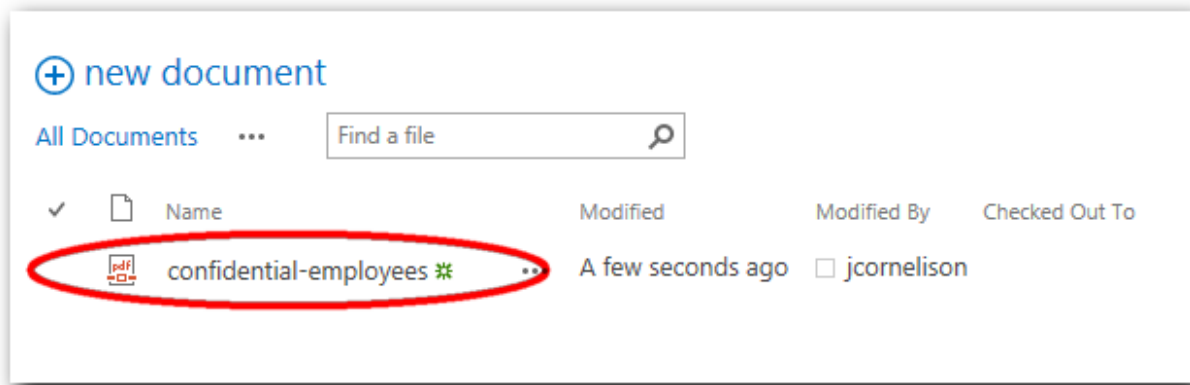 new document
All Documents ... Find a file
Name Modified Modified By Checked Out To
pdf confidential-employees ... A few seconds ago jcornelison